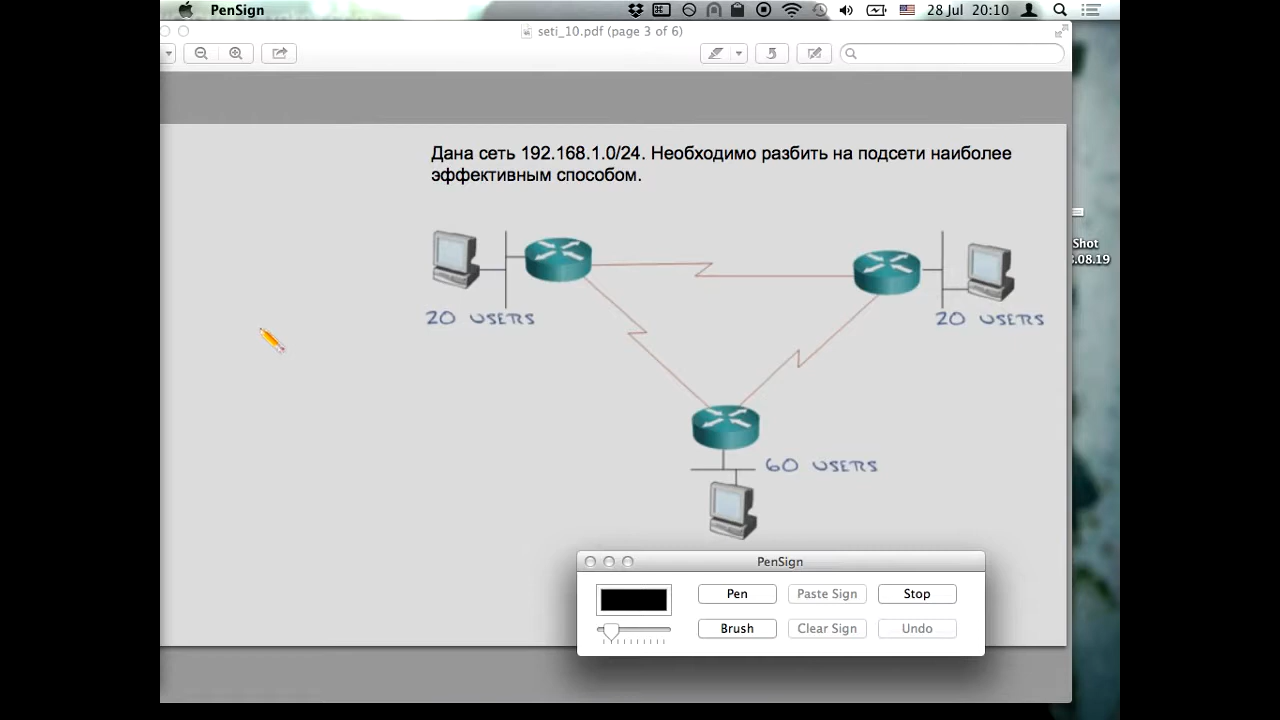 PenSign
28 Jul 20:10
seti_10.pdf (page 3 of 6)
Дана сеть 192.168.1.0/24. Необходимо разбить на подсети наиболее
эффективным способом.
Shot
.08.19
20 USERS
20 USERS
60 USERS
PenSign
Pen
Paste Sign
Stop
Brush
Clear Sign
Undo